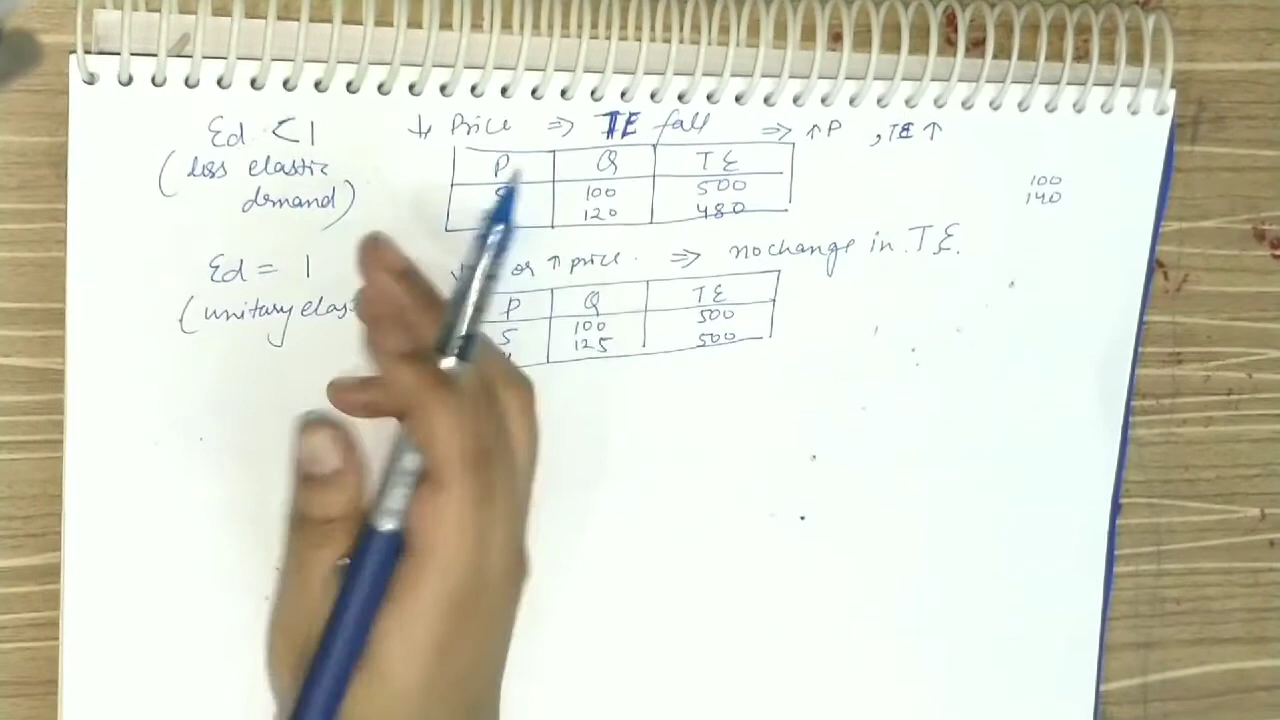 Ed < 1 ↓ Price ⇒ TE fall ⇒ ↑P , TE ↑
(less elastic
demand)
P Q TE
5 100 500
120 480
100
140
Ed = 1 or ↑ price. ⇒ no change in T.E.
(unitary elas
P Q TE
5 100 500
125 500